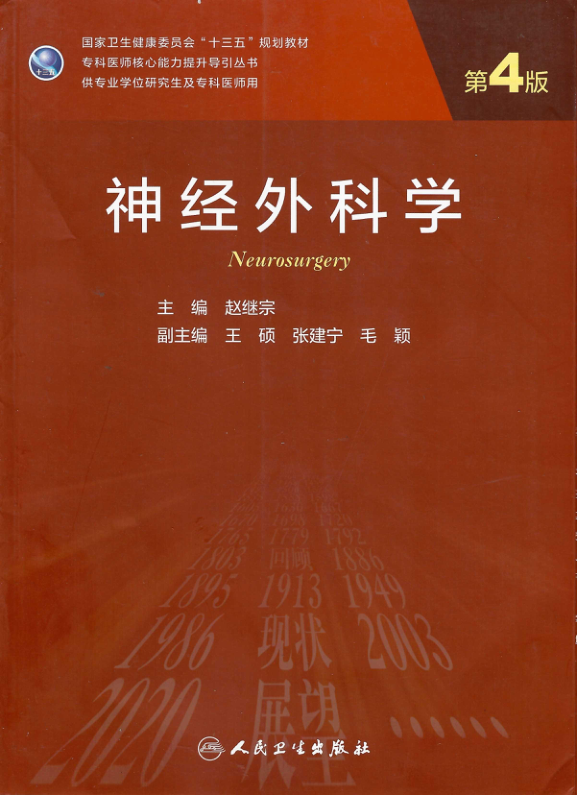 国家卫生健康委员会“十三五”规划教材
专科医师核心能力提升导引丛书
供专业学位研究生及专科医师用
十三五
第4版
神经外科学
Neurosurgery
主 编 赵继宗
副主编 王 硕 张建宁 毛 颖
1763 1779 1792
1803 回顾 1886
1895 1913 1949
1986 现状 2003
2020 展望 ……
人民卫生出版社